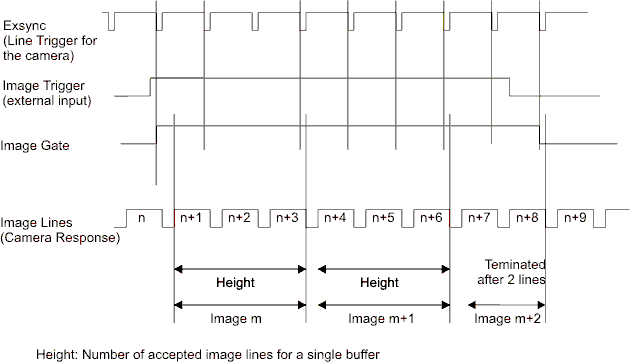 Exsync
(Line Trigger for
the camera)
Image Trigger
(external input)
Image Gate
Image Lines
(Camera Response)
n
n+1
n+2
n+3
n+4
n+5
n+6
n+7
n+8
n+9
Height
Height
Teminated
after 2 lines
Image m
Image m+1
Image m+2
Height: Number of accepted image lines for a single buffer